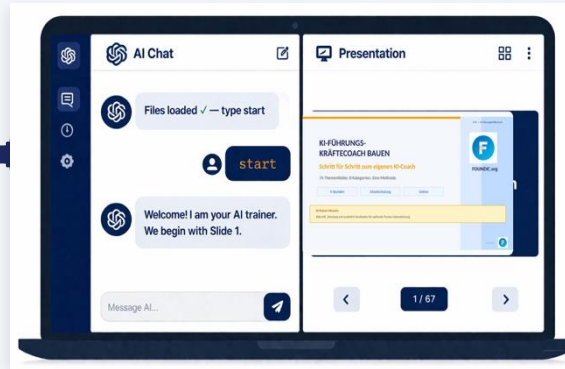 AI Chat
Files loaded ✓ — type start
start
Welcome! I am your AI trainer.
We begin with Slide 1.
Message AI...
Presentation
KI-FÜHRUNGS-
KRÄFTECOACH BAUEN
Schritt für Schritt zum eigenen KI-Coach
F
FOUNDIC.org
F
1 / 67